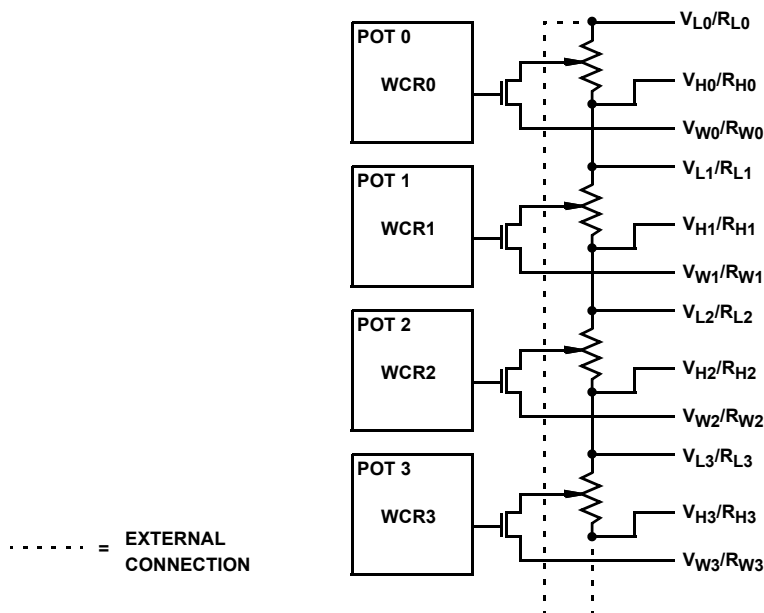 V_L0/R_L0
POT 0
WCR0
V_H0/R_H0
V_W0/R_W0
V_L1/R_L1
POT 1
WCR1
V_H1/R_H1
V_W1/R_W1
V_L2/R_L2
POT 2
WCR2
V_H2/R_H2
V_W2/R_W2
V_L3/R_L3
POT 3
WCR3
V_H3/R_H3
V_W3/R_W3
= EXTERNAL
CONNECTION